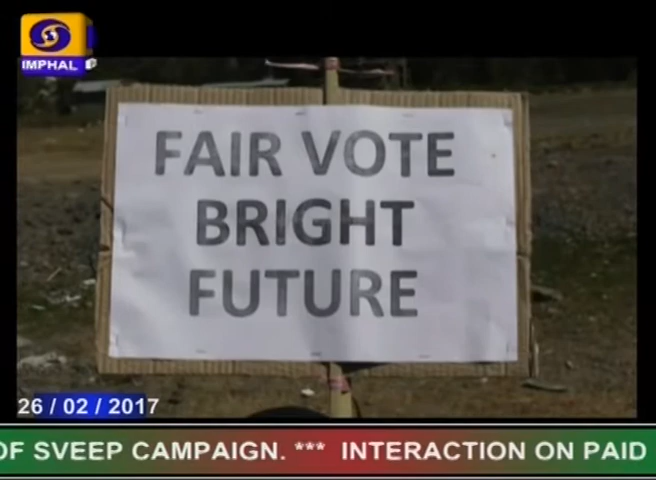 IMPHAL
FAIR VOTE
BRIGHT
FUTURE
26 / 02 / 2017
OF SVEEP CAMPAIGN. *** INTERACTION ON PAID